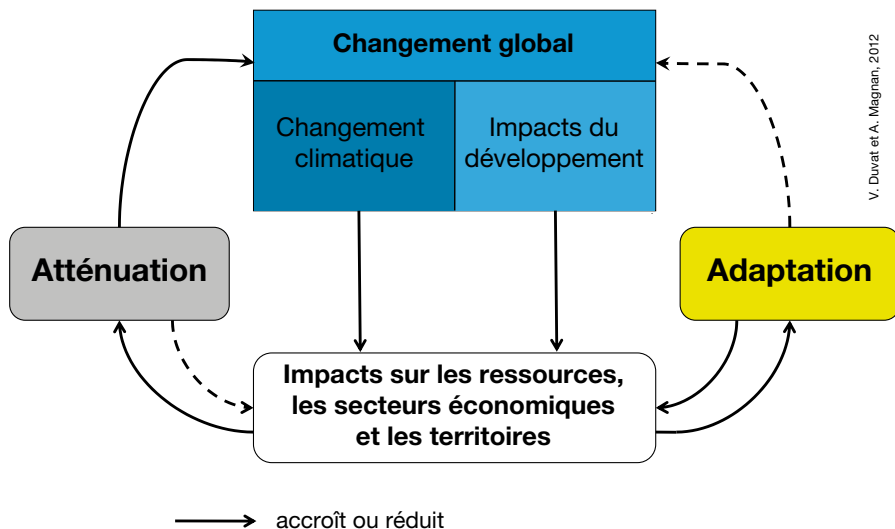 Changement global
Changement
climatique
Impacts du
développement
V. Duvat et A. Magnan, 2012
Atténuation
Adaptation
Impacts sur les ressources,
les secteurs économiques
et les territoires
accroît ou réduit